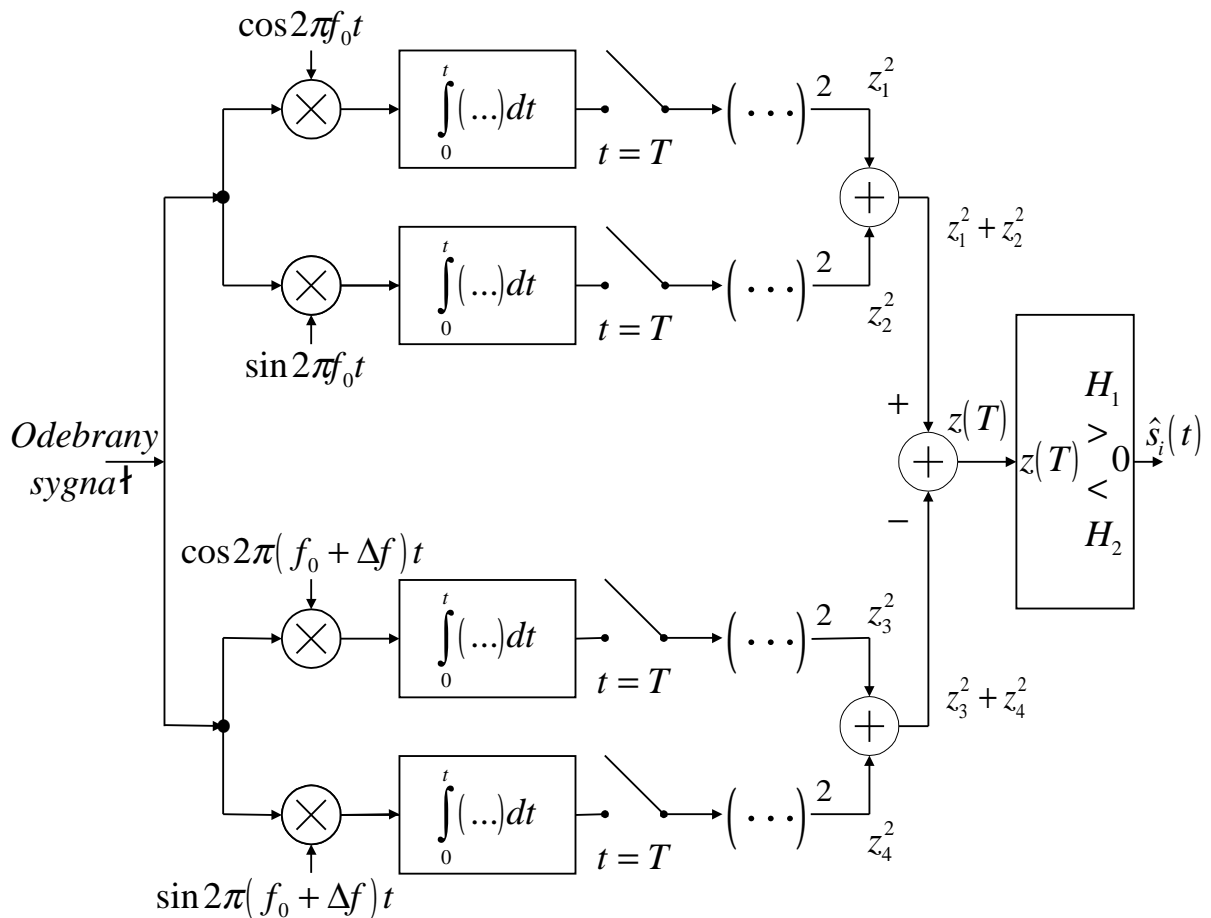 cos2πf₀t
∫₀ᵗ(...)dt
t = T
(···)²
z₁²
sin2πf₀t
∫₀ᵗ(...)dt
t = T
(···)²
z₂²
z₁² + z₂²
Odebrany
sygnał
+
−
z(T)
H₁
z(T) > < 0
H₂
ŝᵢ(t)
cos2π(f₀ + Δf)t
∫₀ᵗ(...)dt
t = T
(···)²
z₃²
z₃² + z₄²
sin2π(f₀ + Δf)t
∫₀ᵗ(...)dt
t = T
(···)²
z₄²